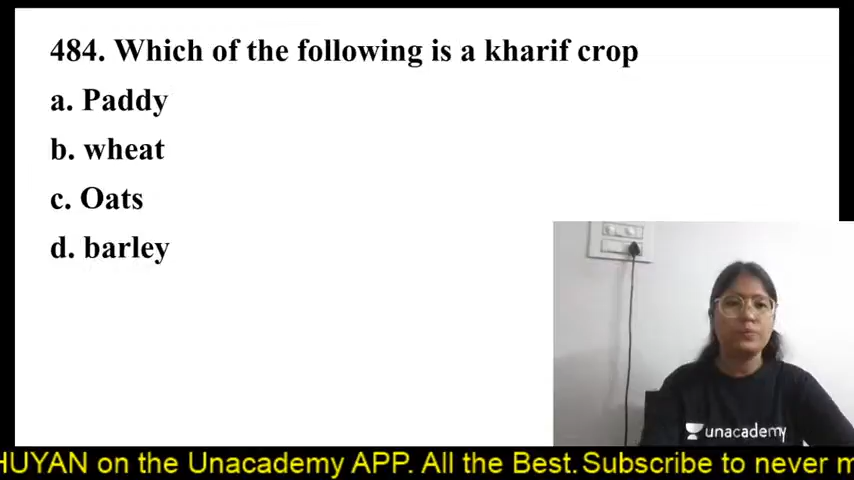 484. Which of the following is a kharif crop
a. Paddy
b. wheat
c. Oats
d. barley
unacademy
on the Unacademy APP. All the Best. Subscribe to never